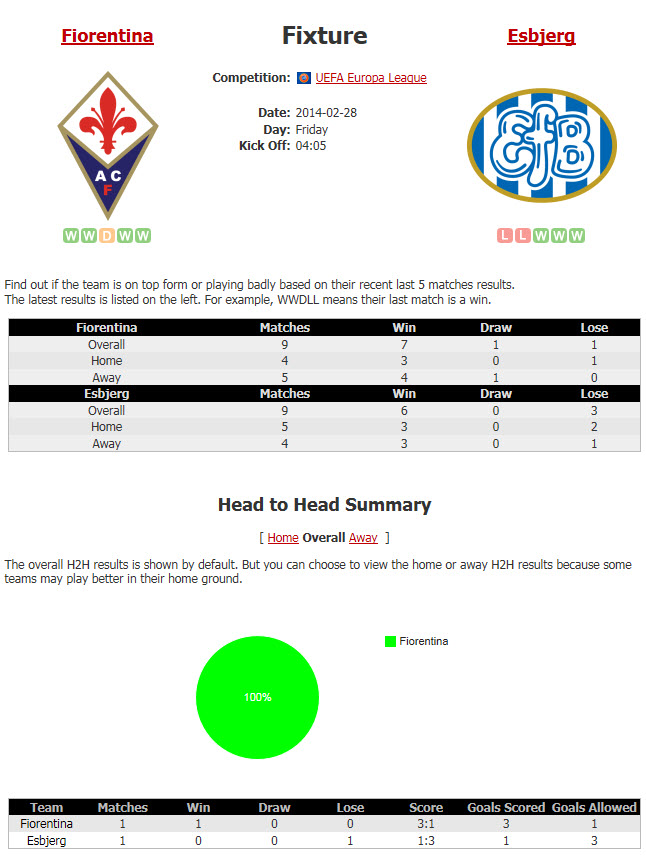 Fiorentina Fixture Esbjerg
Competition: UEFA Europa League
Date: 2014-02-28
Day: Friday
Kick Off: 04:05
A C
F
EfB
W W D W W
L L W W W
Find out if the team is on top form or playing badly based on their recent last 5 matches results.
The latest results is listed on the left. For example, WWDLL means their last match is a win.
Fiorentina Matches Win Draw Lose
Overall 9 7 1 1
Home 4 3 0 1
Away 5 4 1 0
Esbjerg Matches Win Draw Lose
Overall 9 6 0 3
Home 5 3 0 2
Away 4 3 0 1
Head to Head Summary
[ Home Overall Away ]
The overall H2H results is shown by default. But you can choose to view the home or away H2H results because some
teams may play better in their home ground.
Fiorentina
100%
Team Matches Win Draw Lose Score Goals Scored Goals Allowed
Fiorentina 1 1 0 0 3:1 3 1
Esbjerg 1 0 0 1 1:3 1 3